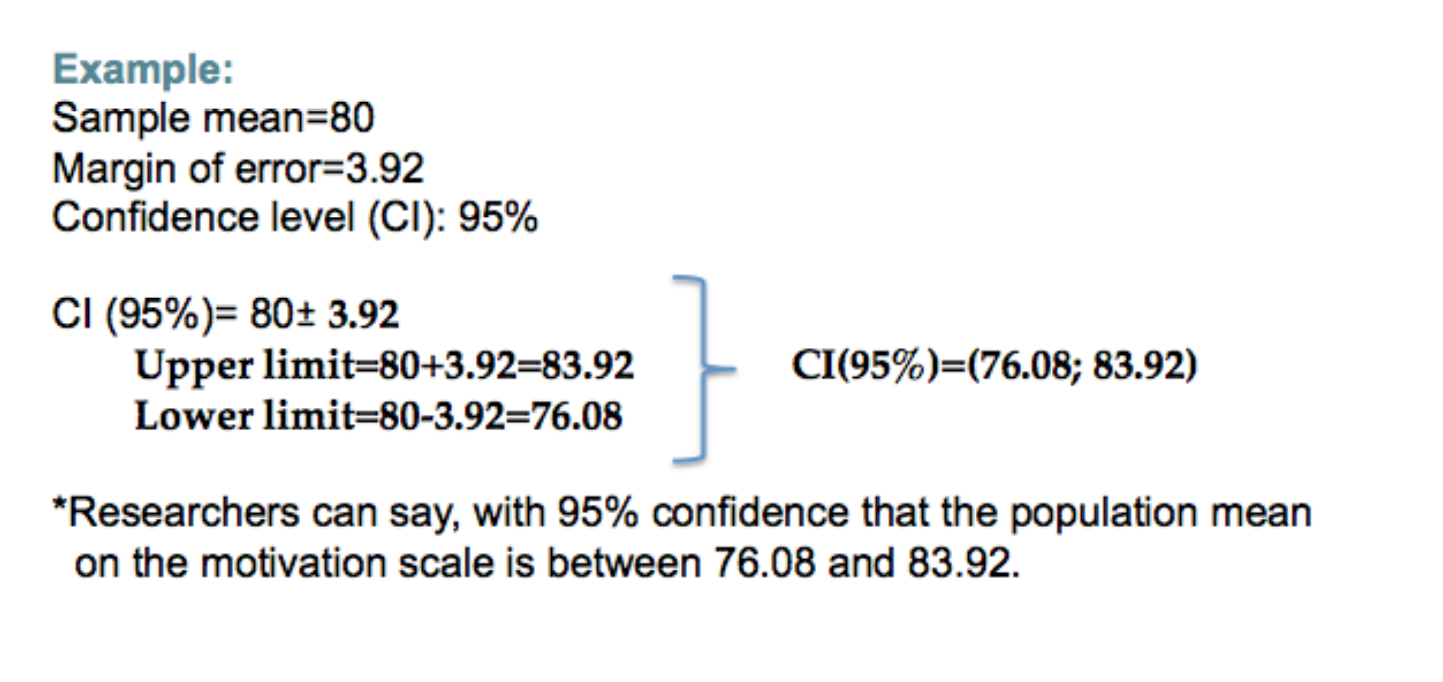 Example:
Sample mean=80
Margin of error=3.92
Confidence level (CI): 95%
CI (95%)= 80± 3.92
Upper limit=80+3.92=83.92
Lower limit=80-3.92=76.08
CI(95%)=(76.08; 83.92)
*Researchers can say, with 95% confidence that the population mean
on the motivation scale is between 76.08 and 83.92.